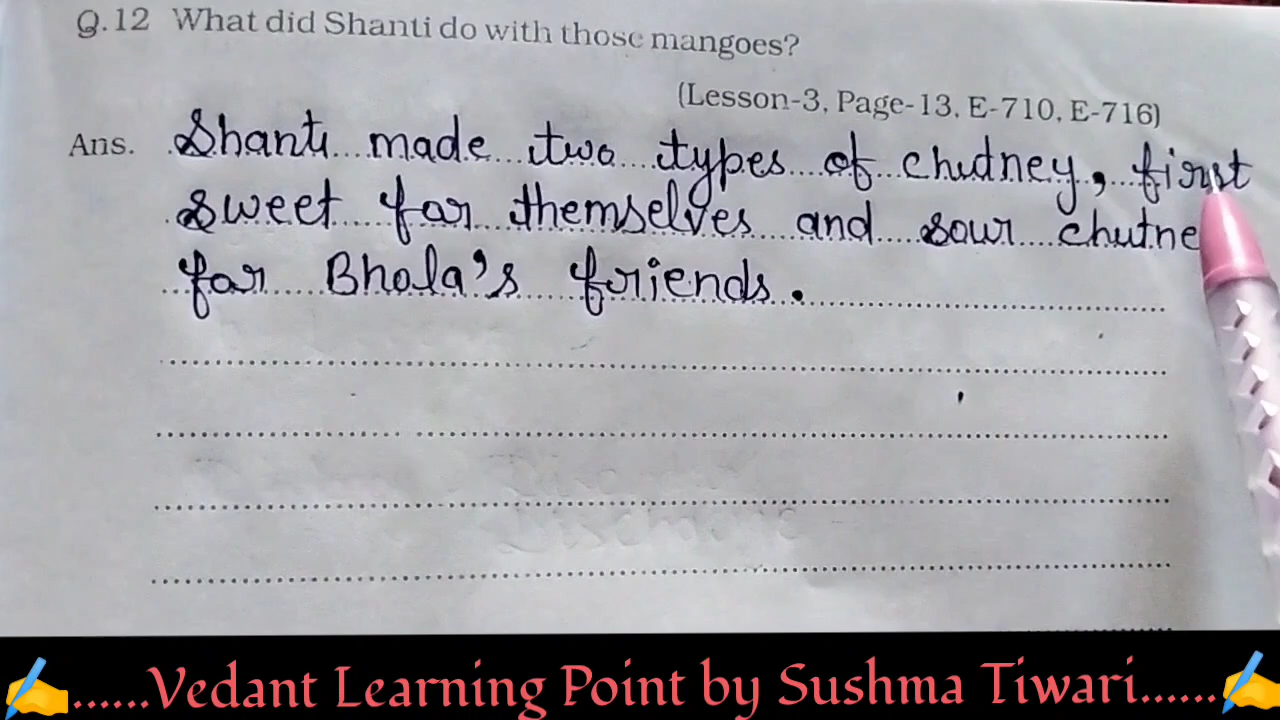 Q.12 What did Shanti do with those mangoes?
(Lesson-3, Page-13, E-710, E-716)
Ans. Shanti made two types of chutney, first
sweet for themselves and sour chutne
for Bhola's friends.
✍......Vedant Learning Point by Sushma Tiwari......✍